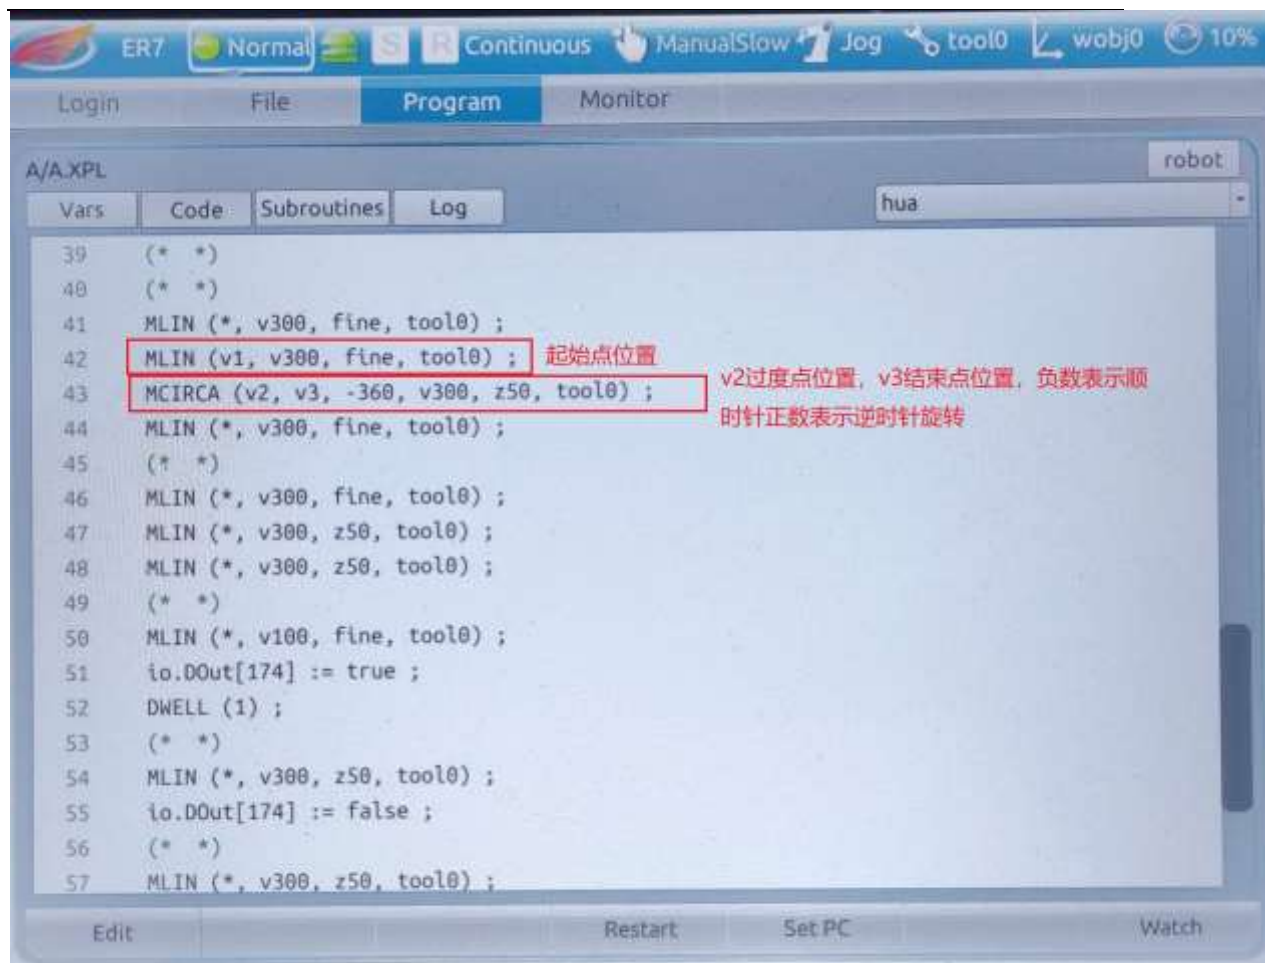 ER7 Normal S R Continuous ManualSlow Jog tool0 wobj0 10%
Login File Program Monitor
A/A.XPL robot
Vars Code Subroutines Log hua
39 (* *)
40 (* *)
41 MLIN (*, v300, fine, tool0) ;
42 MLIN (v1, v300, fine, tool0) ; 起始点位置
43 MCIRCA (v2, v3, -360, v300, z50, tool0) ;
v2过度点位置，v3结束点位置，负数表示顺
时针正数表示逆时针旋转
44 MLIN (*, v300, fine, tool0) ;
45 (* *)
46 MLIN (*, v300, fine, tool0) ;
47 MLIN (*, v300, z50, tool0) ;
48 MLIN (*, v300, z50, tool0) ;
49 (* *)
50 MLIN (*, v100, fine, tool0) ;
51 io.DOut[174] := true ;
52 DWELL (1) ;
53 (* *)
54 MLIN (*, v300, z50, tool0) ;
55 io.DOut[174] := false ;
56 (* *)
57 MLIN (*, v300, z50, tool0) ;
Edit Restart Set PC Watch